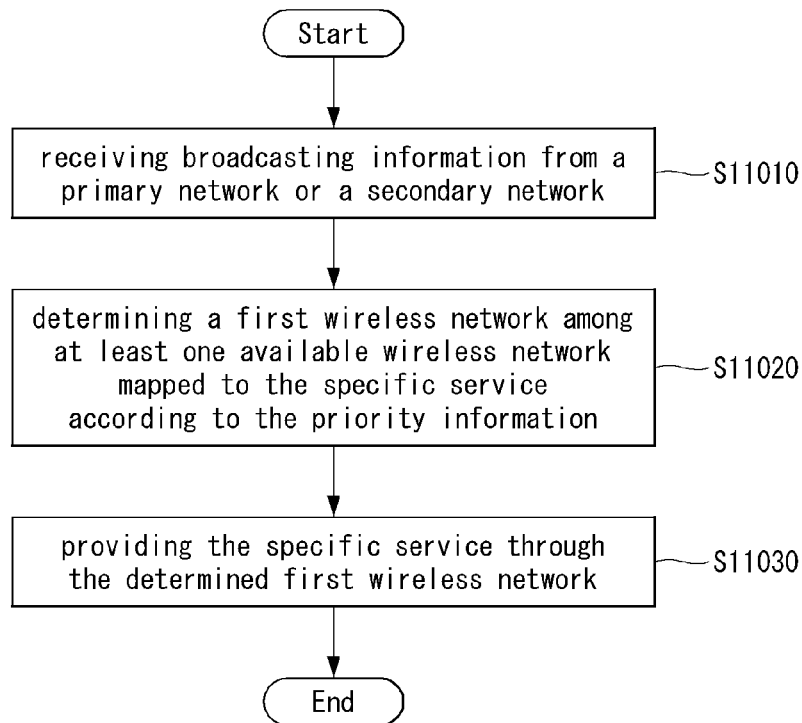 Start
receiving broadcasting information from a
primary network or a secondary network
S11010
determining a first wireless network among
at least one available wireless network
mapped to the specific service
according to the priority information
S11020
providing the specific service through
the determined first wireless network
S11030
End